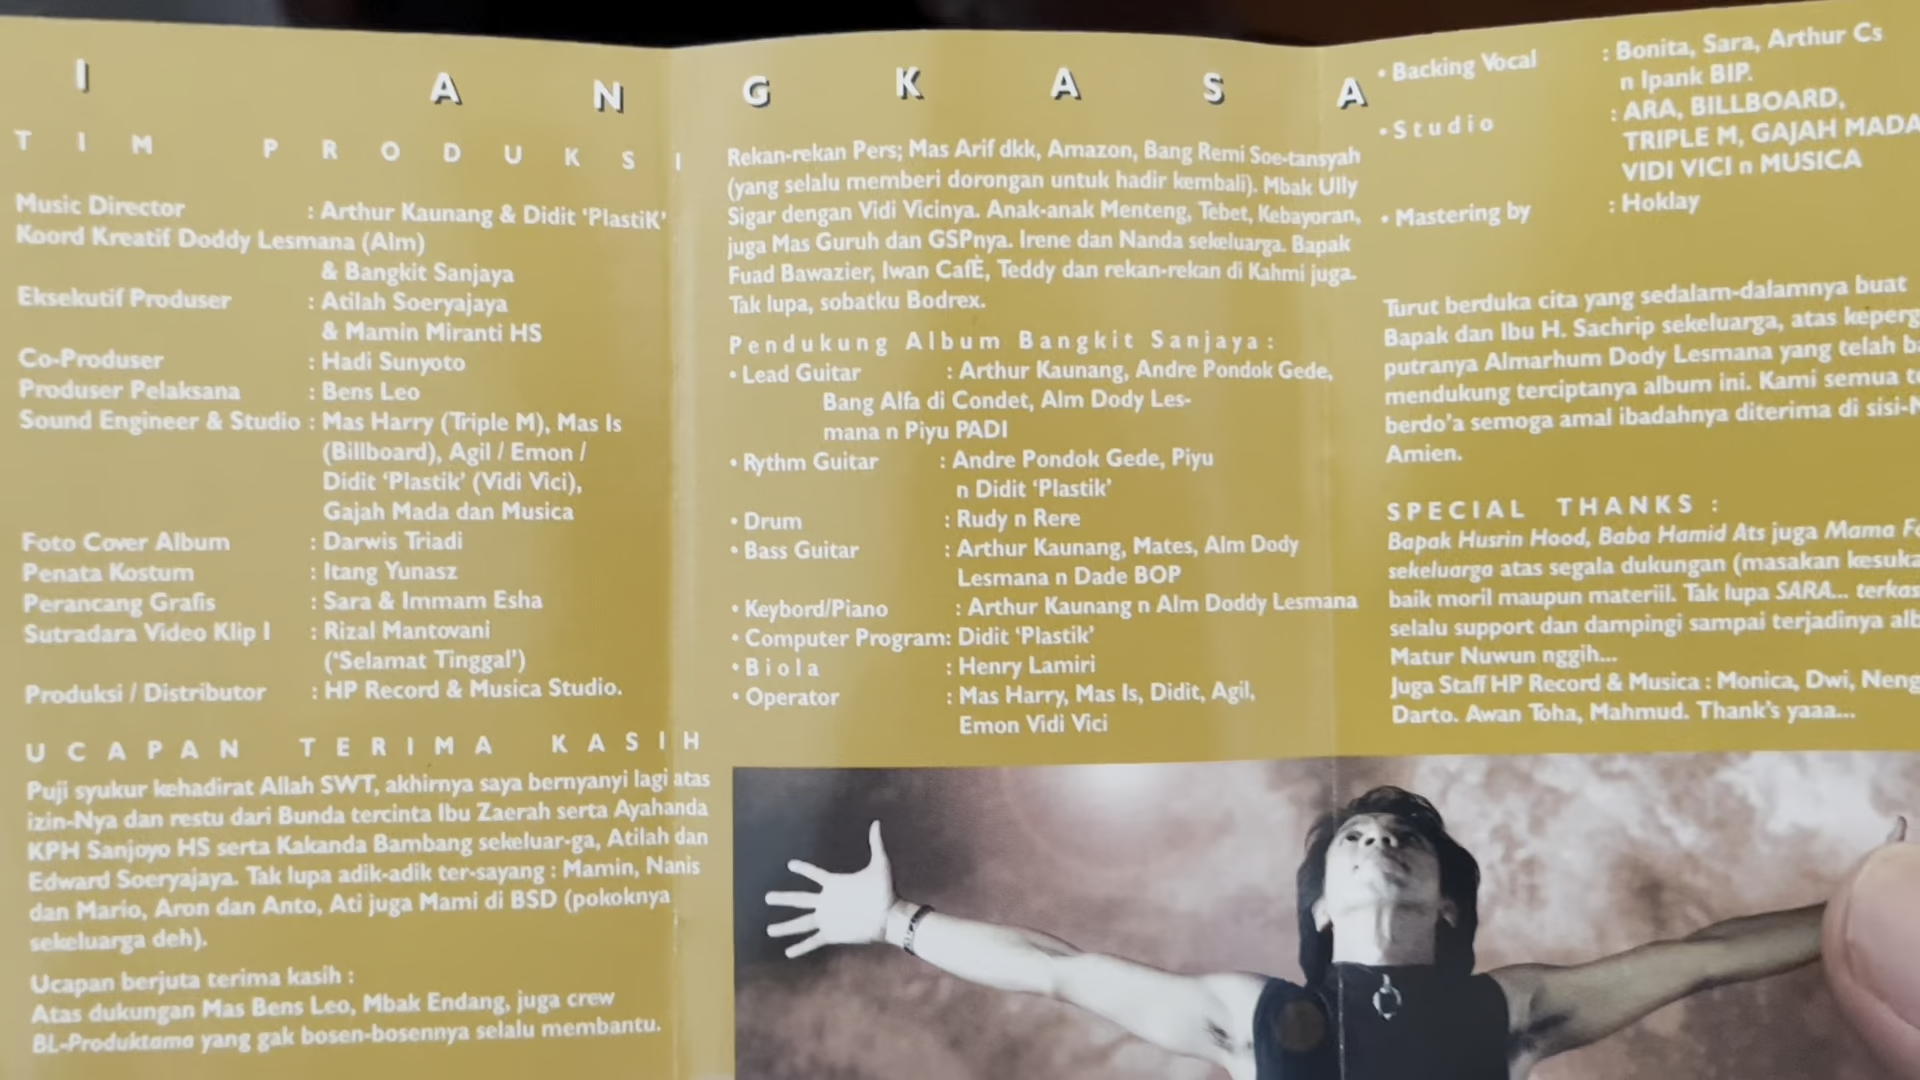 I ANGKASA
TIM PRODUKSI
Music Director : Arthur Kaunang & Didit ‘PlastiK’
Koord Kreatif Doddy Lesmana (Alm)
& Bangkit Sanjaya
Eksekutif Produser : Atilah Soeryajaya
& Mamin Miranti HS
Co-Produser : Hadi Sunyoto
Produser Pelaksana : Bens Leo
Sound Engineer & Studio : Mas Harry (Triple M), Mas Is
(Billboard), Agil / Emon /
Didit ‘Plastik’ (Vidi Vici),
Gajah Mada dan Musica
Foto Cover Album : Darwis Triadi
Penata Kostum : Itang Yunasz
Perancang Grafis : Sara & Immam Esha
Sutradara Video Klip I : Rizal Mantovani
(‘Selamat Tinggal’)
Produksi / Distributor : HP Record & Musica Studio.
UCAPAN TERIMA KASIH
Puji syukur kehadirat Allah SWT, akhirnya saya bernyanyi lagi atas
izin-Nya dan restu dari Bunda tercinta Ibu Zaerah serta Ayahanda
KPH Sanjoyo HS serta Kakanda Bambang sekeluar-ga, Atilah dan
Edward Soeryajaya. Tak lupa adik-adik ter-sayang : Mamin, Nanis
dan Mario, Aron dan Anto, Ati juga Mami di BSD (pokoknya
sekeluarga deh).
Ucapan berjuta terima kasih :
Atas dukungan Mas Bens Leo, Mbak Endang, juga crew
BL-Produktama yang gak bosen-bosennya selalu membantu.
Rekan-rekan Pers; Mas Arif dkk, Amazon, Bang Remi Soe-tansyah
(yang selalu memberi dorongan untuk hadir kembali). Mbak Ully
Sigar dengan Vidi Vicinya. Anak-anak Menteng, Tebet, Kebayoran,
juga Mas Guruh dan GSPnya. Irene dan Nanda sekeluarga. Bapak
Fuad Bawazier, Iwan CafÈ, Teddy dan rekan-rekan di Kahmi juga.
Tak lupa, sobatku Bodrex.
Pendukung Album Bangkit Sanjaya :
• Lead Guitar : Arthur Kaunang, Andre Pondok Gede,
Bang Alfa di Condet, Alm Dody Les-
mana n Piyu PADI
• Rythm Guitar : Andre Pondok Gede, Piyu
n Didit ‘Plastik’
• Drum : Rudy n Rere
• Bass Guitar : Arthur Kaunang, Mates, Alm Dody
Lesmana n Dade BOP
• Keybord/Piano : Arthur Kaunang n Alm Doddy Lesmana
• Computer Program: Didit ‘Plastik’
• Biola : Henry Lamiri
• Operator : Mas Harry, Mas Is, Didit, Agil,
Emon Vidi Vici
• Backing Vocal : Bonita, Sara, Arthur Cs
n Ipank BIP.
• Studio : ARA, BILLBOARD,
TRIPLE M, GAJAH MADA
VIDI VICI n MUSICA
• Mastering by : Hoklay
Turut berduka cita yang sedalam-dalamnya buat
Bapak dan Ibu H. Sachrip sekeluarga, atas
putranya Almarhum Dody Lesmana yang telah
mendukung terciptanya album ini. Kami semua
berdo’a semoga amal ibadahnya diterima di
Amien.
SPECIAL THANKS :
Bapak Husrin Hood, Baba Hamid Ats juga Mama
sekeluarga atas segala dukungan (masakan
baik moril maupun materiil. Tak lupa SARA...
selalu support dan dampingi sampai terjadinya
Matur Nuwun nggih...
Juga Staff HP Record & Musica : Monica, Dwi, Neng
Darto. Awan Toha, Mahmud. Thank’s yaaa...